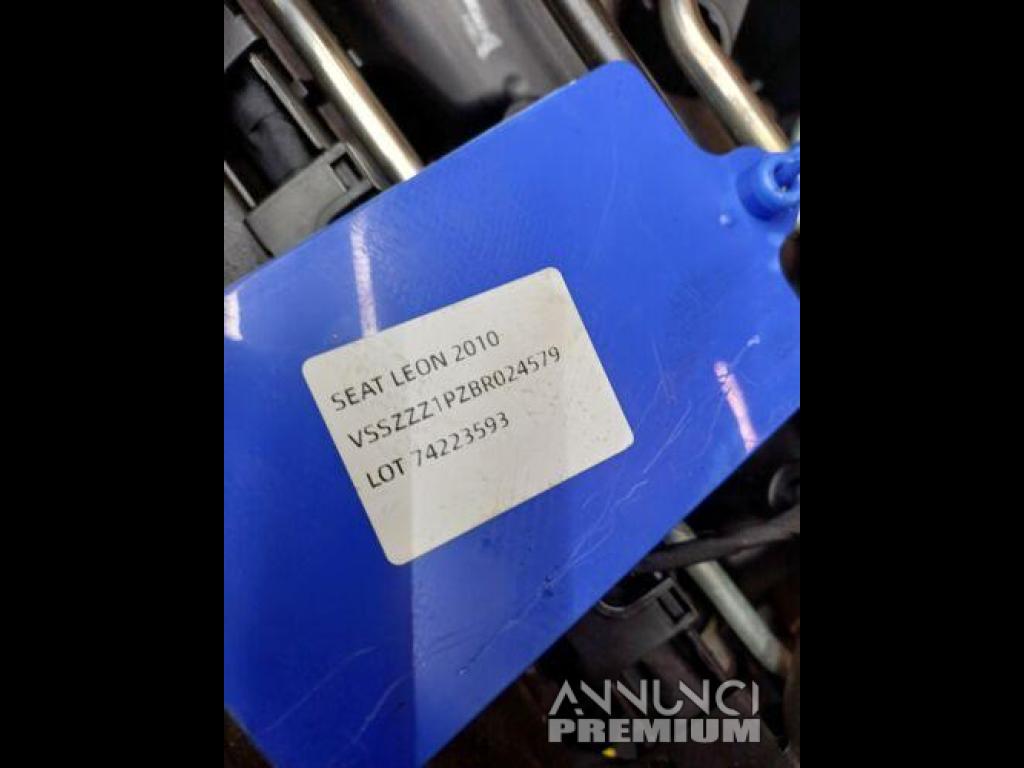 SEAT LEON 2010
VSSZZZ1PZBR024579
LOT 74223593
ANNUNCI
PREMIUM